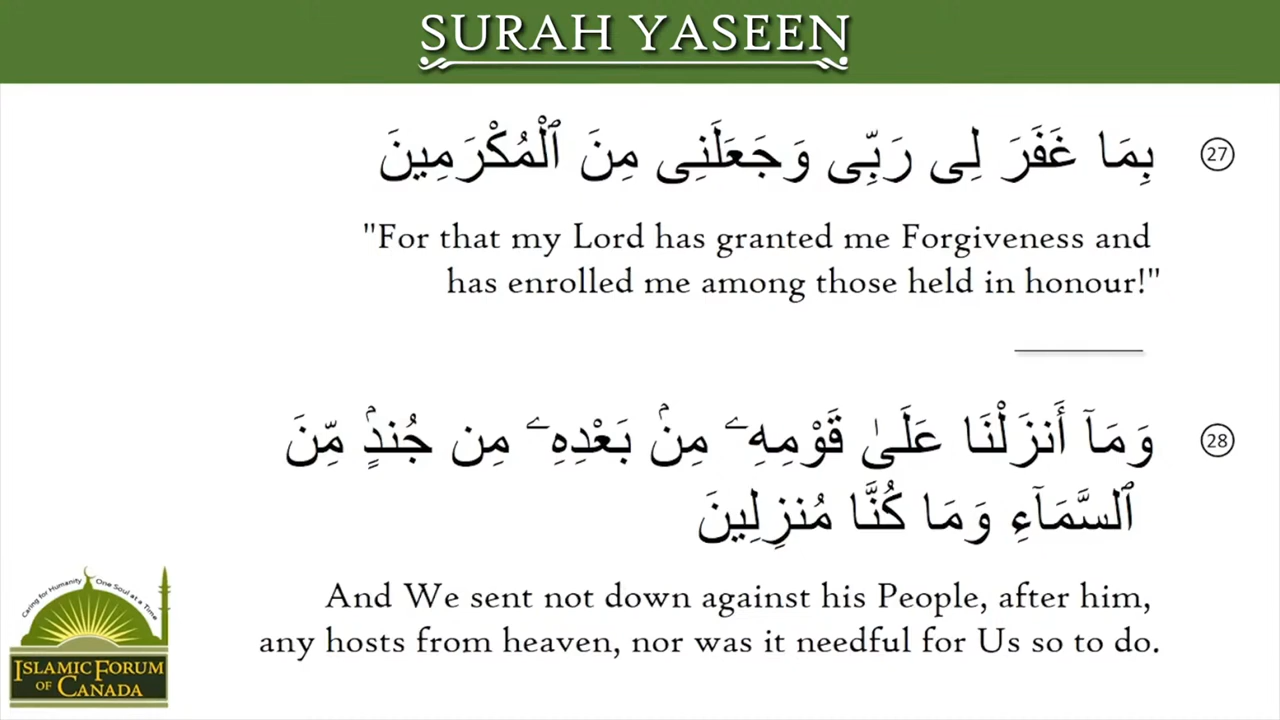 SURAH YASEEN
بِمَا غَفَرَ لِى رَبِّى وَجَعَلَنِى مِنَ ٱلْمُكْرَمِينَ 27
"For that my Lord has granted me Forgiveness and
has enrolled me among those held in honour!"
وَمَآ أَنزَلْنَا عَلَىٰ قَوْمِهِۦ مِنۢ بَعْدِهِۦ مِن جُندٍۢ مِّنَ 28
ٱلسَّمَآءِ وَمَا كُنَّا مُنزِلِينَ
And We sent not down against his People, after him,
any hosts from heaven, nor was it needful for Us so to do.
Caring for Humanity One Soul at a Time
ISLAMIC FORUM
OF CANADA